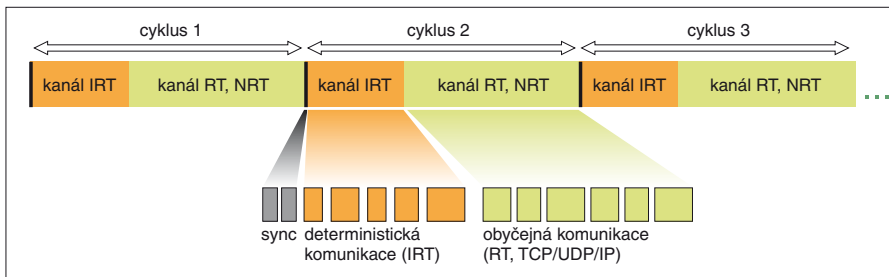 cyklus 1 cyklus 2 cyklus 3
kanál IRT kanál RT, NRT kanál IRT kanál RT, NRT kanál IRT kanál RT, NRT
sync
deterministická
komunikace (IRT)
obyčejná komunikace
(RT, TCP/UDP/IP)